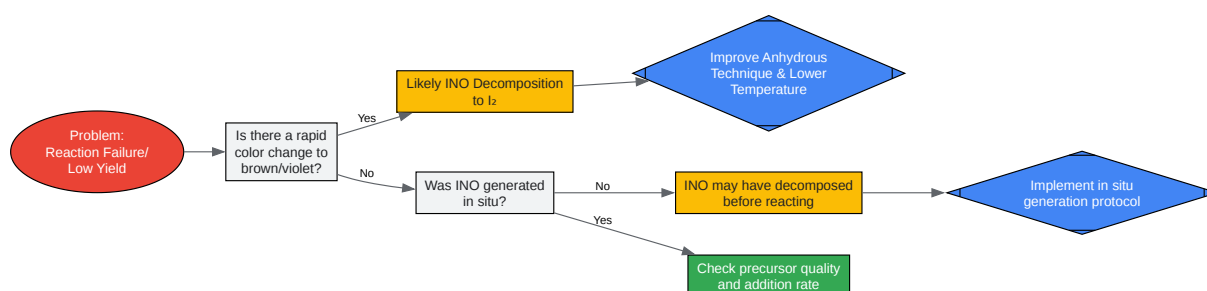 Problem:
Reaction Failure/
Low Yield
Is there a rapid
color change to
brown/violet?
Yes
Likely INO Decomposition
to I₂
Improve Anhydrous
Technique & Lower
Temperature
No
Was INO generated
in situ?
No
INO may have decomposed
before reacting
Implement in situ
generation protocol
Yes
Check precursor quality
and addition rate